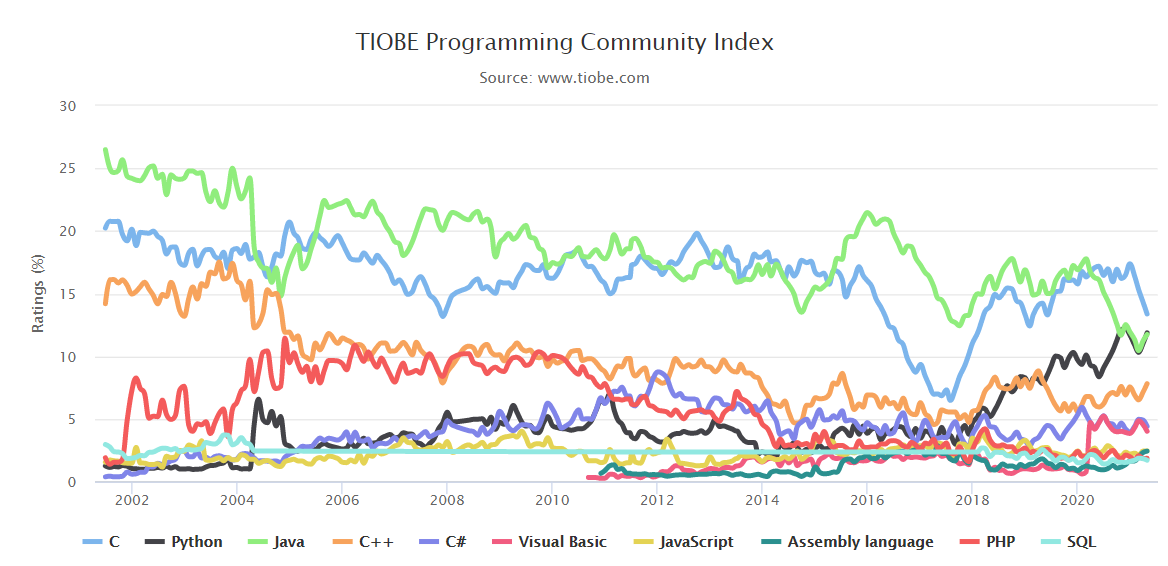 TIOBE Programming Community Index
Source: www.tiobe.com
Ratings (%)
30
25
20
15
10
5
0
2002 2004 2006 2008 2010 2012 2014 2016 2018 2020
C Python Java C++ C# Visual Basic JavaScript Assembly language PHP SQL